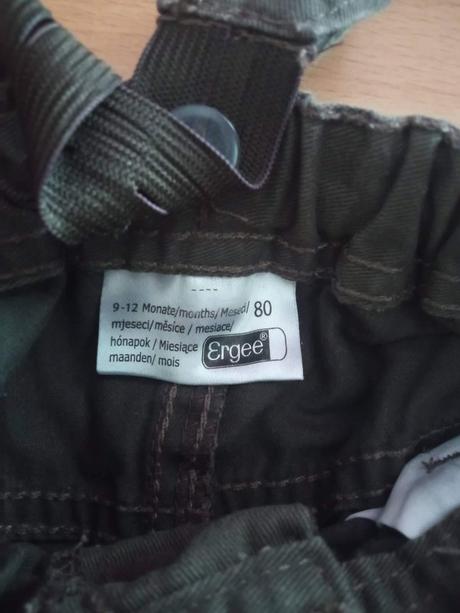 ----
9-12 Monate/months/ Meseci/ 80
mjeseci/ měsíce / mesiace/
hónapok / Miesiące
maanden/ mois
Ergee®